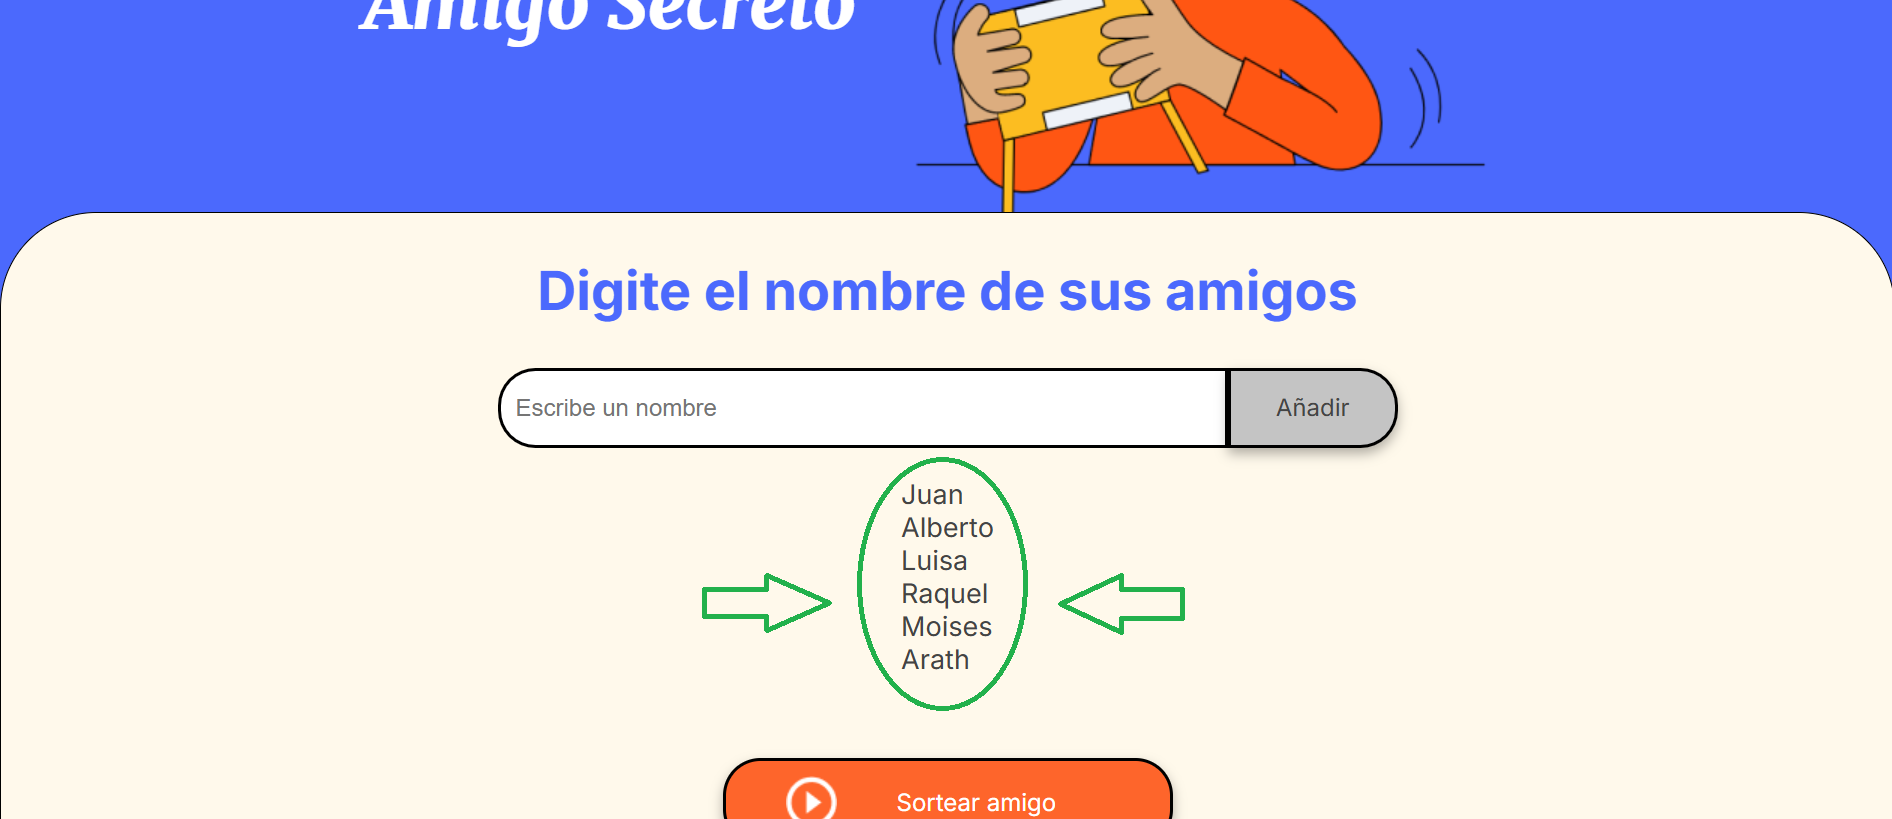 Amigo Secreto
Digite el nombre de sus amigos
Escribe un nombre
Añadir
Juan
Alberto
Luisa
Raquel
Moises
Arath
Sortear amigo